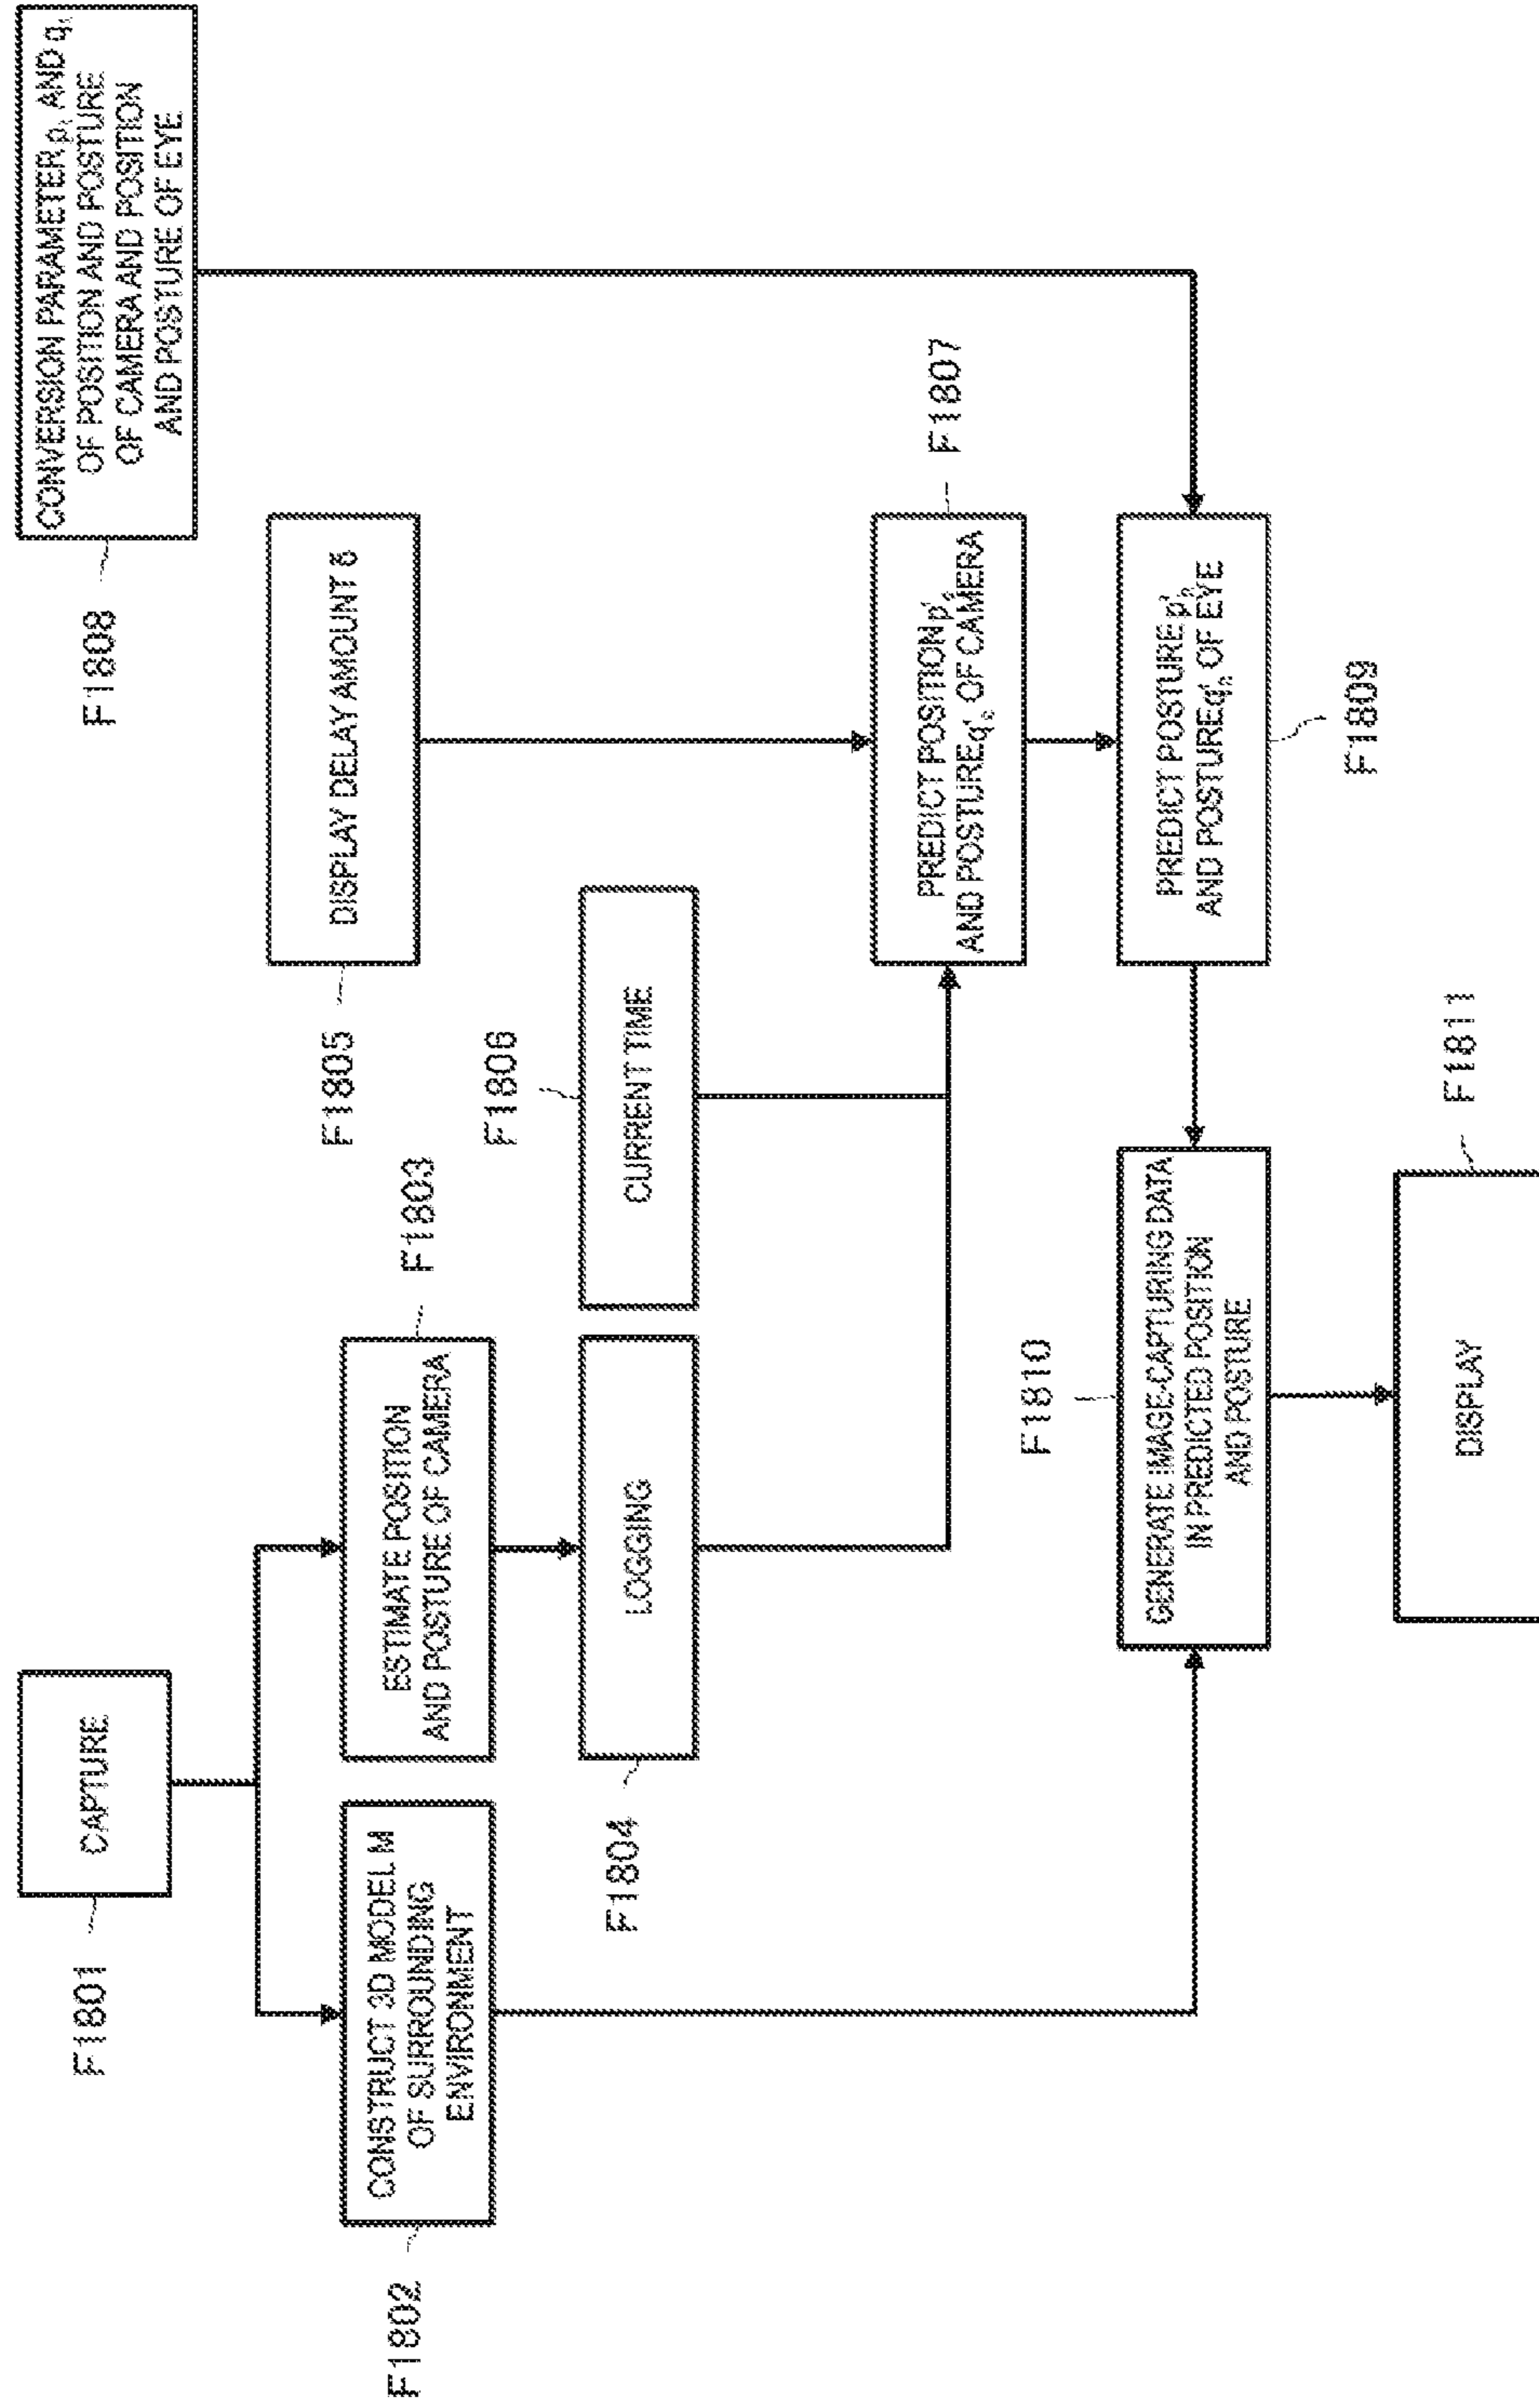 F1801
CAPTURE
F1808
CONVERSION PARAMETER p꜀ AND q꜀
OF POSITION AND POSTURE
OF CAMERA AND POSITION
AND POSTURE OF EYE
F1802
CONSTRUCT 3D MODEL M
OF SURROUNDING
ENVIRONMENT
F1803
ESTIMATE POSITION
AND POSTURE OF CAMERA
F1805
DISPLAY DELAY AMOUNT δ
F1804
LOGGING
F1806
CURRENT TIME
F1807
PREDICT POSITION p'c
AND POSTURE q'c OF CAMERA
F1810
GENERATE IMAGE-CAPTURING DATA
IN PREDICTED POSITION
AND POSTURE
F1809
PREDICT POSTURE p'h
AND POSTURE q'h OF EYE
F1811
DISPLAY